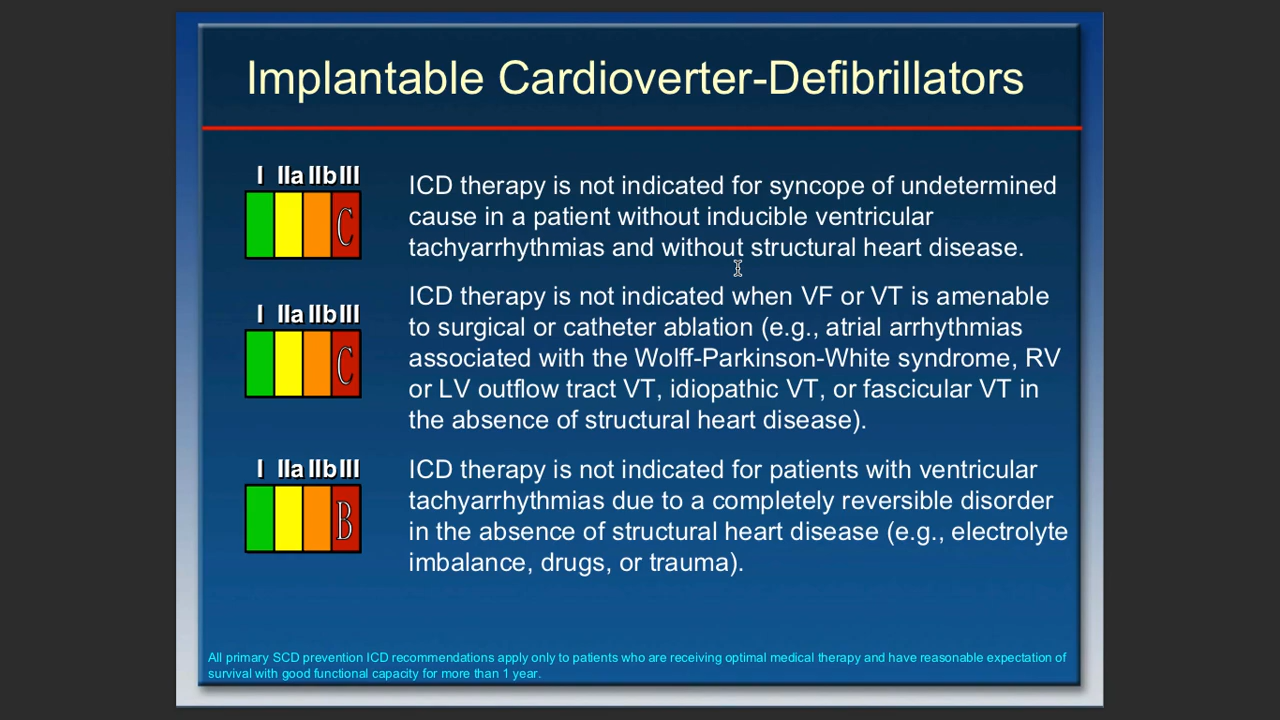 Implantable Cardioverter-Defibrillators
I IIa IIb III
C
ICD therapy is not indicated for syncope of undetermined
cause in a patient without inducible ventricular
tachyarrhythmias and without structural heart disease.
I IIa IIb III
C
ICD therapy is not indicated when VF or VT is amenable
to surgical or catheter ablation (e.g., atrial arrhythmias
associated with the Wolff-Parkinson-White syndrome, RV
or LV outflow tract VT, idiopathic VT, or fascicular VT in
the absence of structural heart disease).
I IIa IIb III
B
ICD therapy is not indicated for patients with ventricular
tachyarrhythmias due to a completely reversible disorder
in the absence of structural heart disease (e.g., electrolyte
imbalance, drugs, or trauma).
All primary SCD prevention ICD recommendations apply only to patients who are receiving optimal medical therapy and have reasonable expectation of
survival with good functional capacity for more than 1 year.